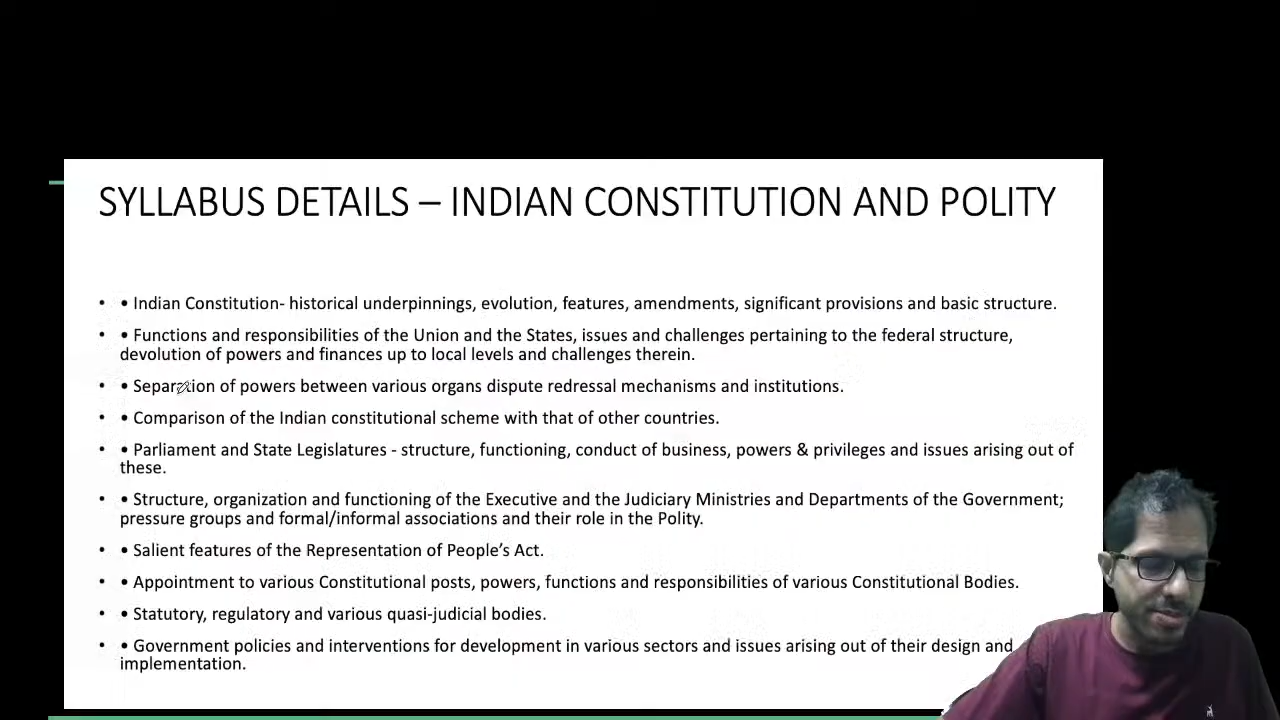 SYLLABUS DETAILS – INDIAN CONSTITUTION AND POLITY
• • Indian Constitution- historical underpinnings, evolution, features, amendments, significant provisions and basic structure.
• • Functions and responsibilities of the Union and the States, issues and challenges pertaining to the federal structure,
devolution of powers and finances up to local levels and challenges therein.
• • Separation of powers between various organs dispute redressal mechanisms and institutions.
• • Comparison of the Indian constitutional scheme with that of other countries.
• • Parliament and State Legislatures - structure, functioning, conduct of business, powers & privileges and issues arising out of
these.
• • Structure, organization and functioning of the Executive and the Judiciary Ministries and Departments of the Government;
pressure groups and formal/informal associations and their role in the Polity.
• • Salient features of the Representation of People’s Act.
• • Appointment to various Constitutional posts, powers, functions and responsibilities of various Constitutional Bodies.
• • Statutory, regulatory and various quasi-judicial bodies.
• • Government policies and interventions for development in various sectors and issues arising out of their design and
implementation.